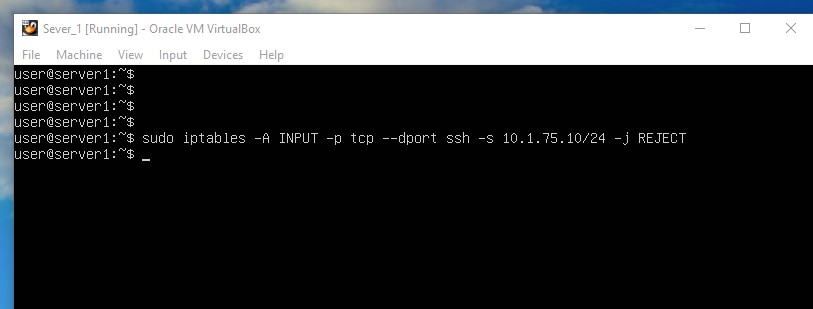 Sever_1 [Running] - Oracle VM VirtualBox
File Machine View Input Devices Help
user@server1:~$
user@server1:~$
user@server1:~$
user@server1:~$
user@server1:~$ sudo iptables -A INPUT -p tcp --dport ssh -s 10.1.75.10/24 -j REJECT
user@server1:~$ _